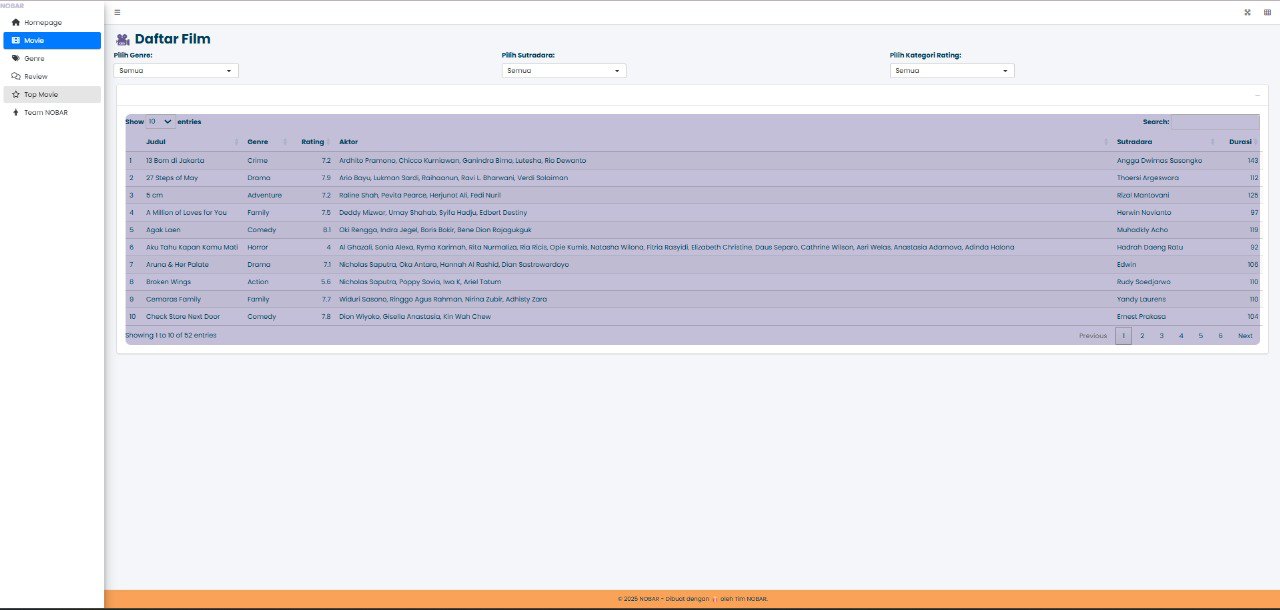 NOBAR
Homepage
Movie
Genre
Review
Top Movie
Team NOBAR
Daftar Film
Pilih Genre: Pilih Sutradara: Pilih Kategori Rating:
Semua Semua Semua
Show 10 entries Search:
Judul Genre Rating Aktor Sutradara Durasi
1 13 Bom di Jakarta Crime 7.2 Ardhito Pramono, Chicco Kurniawan, Ganindra Bimo, Lutesha, Rio Dewanto Angga Dwimas Sasongko 143
2 27 Steps of May Drama 7.9 Ario Bayu, Lukman Sardi, Raihaanun, Ravi L. Bharwani, Verdi Solaiman Thoersi Argeswara 112
3 5 cm Adventure 7.2 Raline Shah, Pevita Pearce, Herjunot Ali, Fedi Nuril Rizal Mantovani 125
4 A Million of Loves for You Family 7.5 Deddy Mizwar, Umay Shahab, Syifa Hadju, Edbert Destiny Herwin Novianto 97
5 Agak Laen Comedy 8.1 Oki Rengga, Indra Jegel, Boris Bokir, Bene Dion Rajagukguk Muhadkly Acho 119
6 Aku Tahu Kapan Kamu Mati Horror 4 Al Ghazali, Sonia Alexa, Ryma Karimah, Rita Nurmaliza, Ria Ricis, Opie Kumis, Natasha Wilona, Fitria Rasyidi, Elizabeth Christine, Daus Separo, Cathrine Wilson, Asri Welas, Anastasia Adamova, Adinda Halona Hadrah Daeng Ratu 92
7 Aruna & Her Palate Drama 7.1 Nicholas Saputra, Oka Antara, Hannah Al Rashid, Dian Sastrowardoyo Edwin 106
8 Broken Wings Action 5.6 Nicholas Saputra, Poppy Sovia, Iwa K, Ariel Tatum Rudy Soedjarwo 110
9 Cemaras Family Family 7.7 Widuri Sasono, Ringgo Agus Rahman, Nirina Zubir, Adhisty Zara Yandy Laurens 110
10 Check Store Next Door Comedy 7.8 Dion Wiyoko, Gisella Anastasia, Kin Wah Chew Ernest Prakasa 104
Showing 1 to 10 of 52 entries Previous 1 2 3 4 5 6 Next
© 2025 NOBAR – Dibuat dengan oleh tim NOBAR.